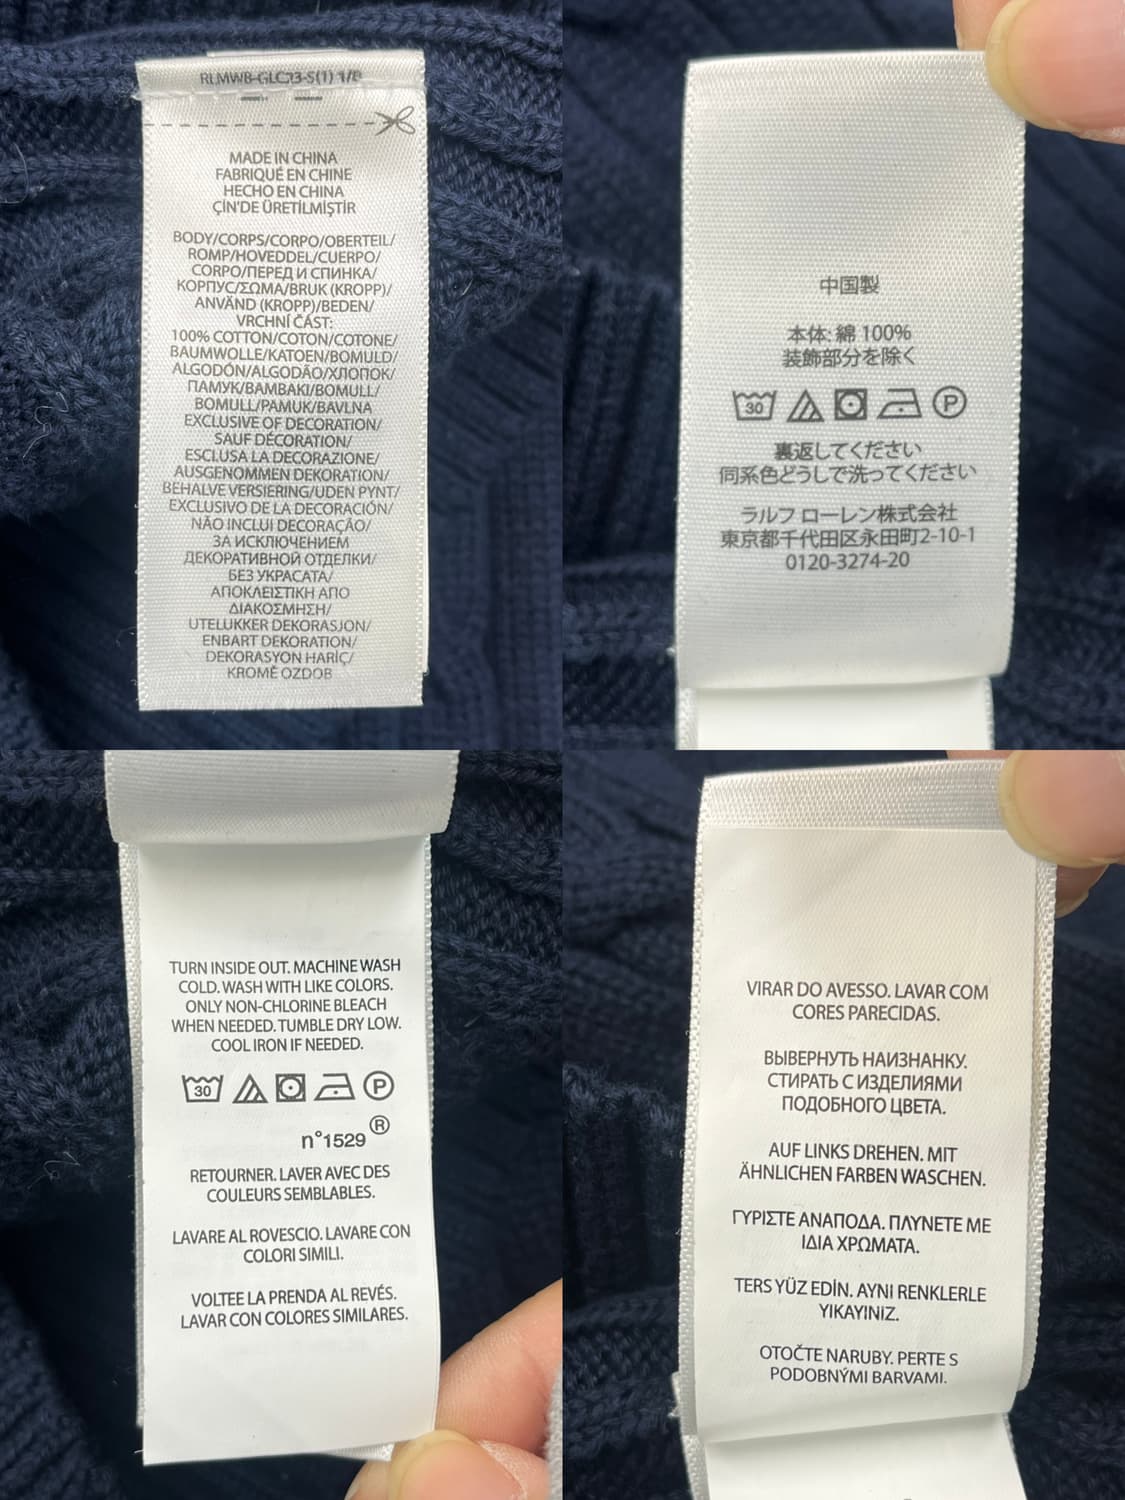 RLMWB-GLC23-S(1) 1/8
MADE IN CHINA
FABRIQUÉ EN CHINE
HECHO EN CHINA
ÇİN'DE ÜRETİLMİŞTİR
BODY/CORPS/CORPO/OBERTEIL/
ROMP/HOVEDDEL/CUERPO/
CORPO/ПЕРЕД И СПИНКА/
КОРПУС/ΣΩΜΑ/BRUK (KROPP)/
ANVÄND (KROPP)/BEDEN/
VRCHNÍ ČÁST:
100% COTTON/COTON/COTONE/
BAUMWOLLE/KATOEN/BOMULD/
ALGODÓN/ALGODÃO/ХЛОПОК/
ПАМУК/ΒΑΜΒΑΚΙ/BOMULL/
BOMULL/PAMUK/BAVLNA
EXCLUSIVE OF DECORATION/
SAUF DÉCORATION/
ESCLUSA LA DECORAZIONE/
AUSGENOMMEN DEKORATION/
BEHALVE VERSIERING/UDEN PYNT/
EXCLUSIVO DE LA DECORACIÓN/
NÃO INCLUI DECORAÇÃO/
ЗА ИСКЛЮЧЕНИЕМ
ДЕКОРАТИВНОЙ ОТДЕЛКИ/
БЕЗ УКРАСАТА/
ΑΠΟΚΛΕΙΣΤΙΚΗ ΑΠΟ
ΔΙΑΚΟΣΜΗΣΗ/
UTELUKKER DEKORASJON/
ENBART DEKORATION/
DEKORASYON HARİÇ/
KROMĚ OZDOB
中国製
本体: 綿 100%
装飾部分を除く
30 P
裏返してください
同系色どうしで洗ってください
ラルフ ローレン株式会社
東京都千代田区永田町2-10-1
0120-3274-20
TURN INSIDE OUT. MACHINE WASH
COLD. WASH WITH LIKE COLORS.
ONLY NON-CHLORINE BLEACH
WHEN NEEDED. TUMBLE DRY LOW.
COOL IRON IF NEEDED.
30 P
n°1529®
RETOURNER. LAVER AVEC DES
COULEURS SEMBLABLES.
LAVARE AL ROVESCIO. LAVARE CON
COLORI SIMILI.
VOLTEE LA PRENDA AL REVÉS.
LAVAR CON COLORES SIMILARES.
VIRAR DO AVESSO. LAVAR COM
CORES PARECIDAS.
ВЫВЕРНУТЬ НАИЗНАНКУ.
СТИРАТЬ С ИЗДЕЛИЯМИ
ПОДОБНОГО ЦВЕТА.
AUF LINKS DREHEN. MIT
ÄHNLICHEN FARBEN WASCHEN.
ΓΥΡΙΣΤΕ ΑΝΑΠΟΔΑ. ΠΛΥΝΕΤΕ ΜΕ
ΙΔΙΑ ΧΡΩΜΑΤΑ.
TERS YÜZ EDİN. AYNI RENKLERLE
YIKAYINIZ.
OTOČTE NARUBY. PERTE S
PODOBNÝMI BARVAMI.